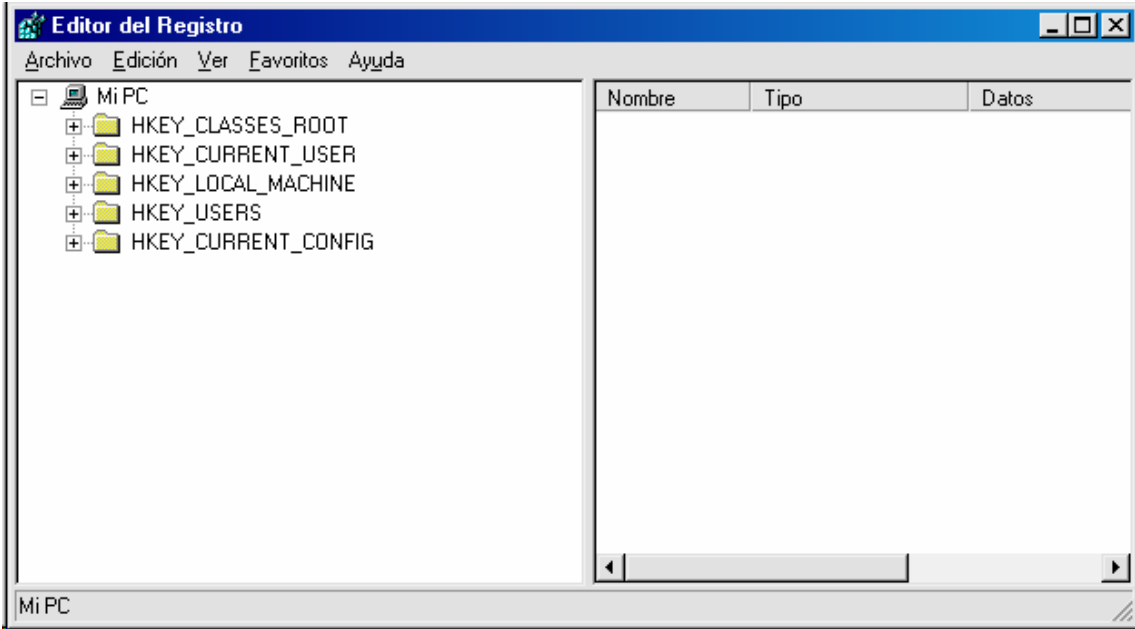 Editor del Registro
Archivo Edición Ver Favoritos Ayuda
Mi PC
HKEY_CLASSES_ROOT
HKEY_CURRENT_USER
HKEY_LOCAL_MACHINE
HKEY_USERS
HKEY_CURRENT_CONFIG
Nombre Tipo Datos
Mi PC